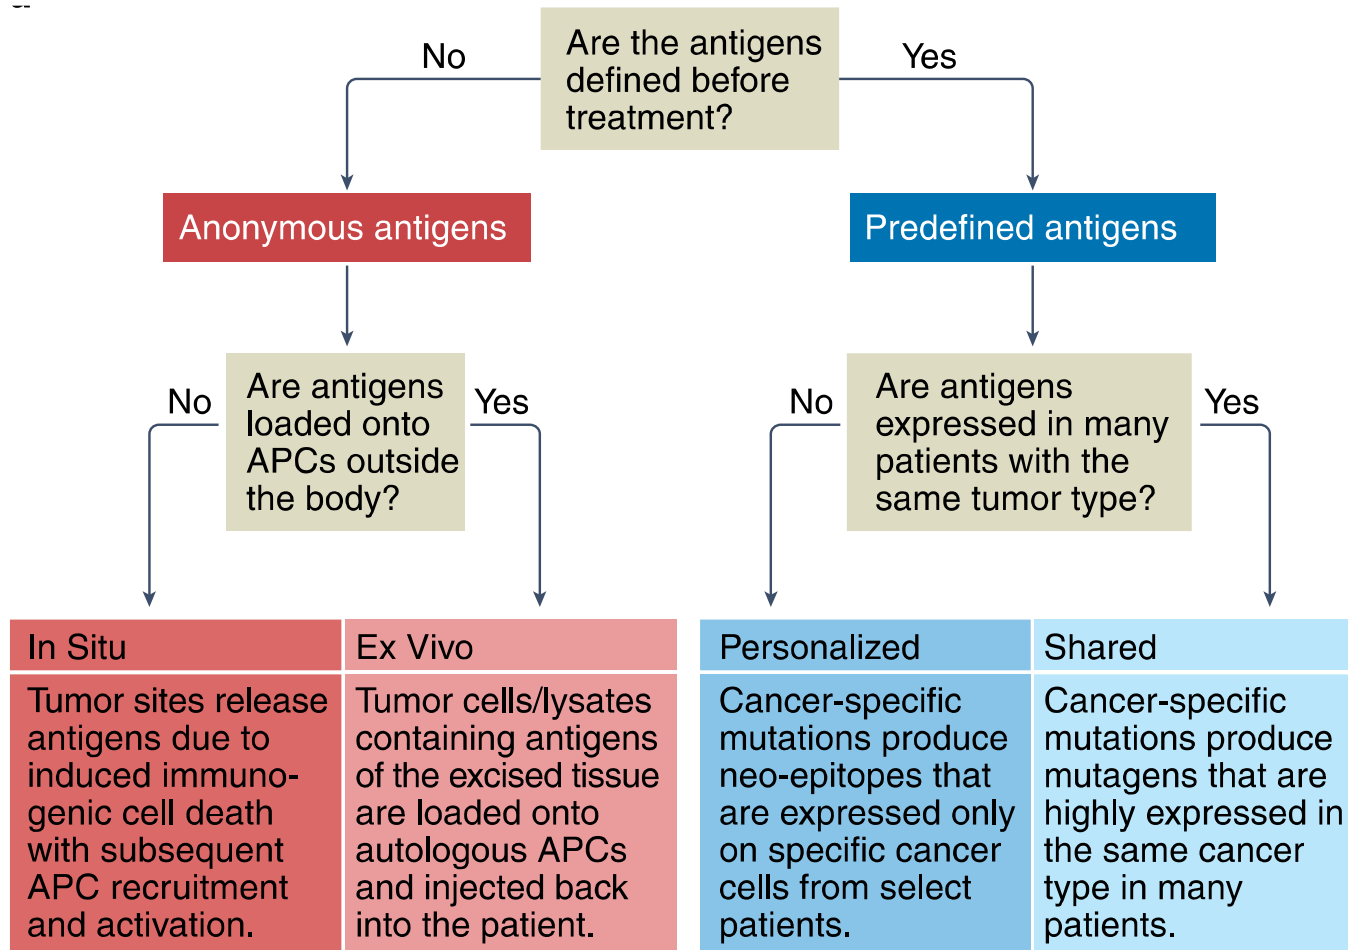 Are the antigens
defined before
treatment?
No
Yes
Anonymous antigens
Predefined antigens
Are antigens
loaded onto
APCs outside
the body?
No
Yes
Are antigens
expressed in many
patients with the
same tumor type?
No
Yes
In Situ
Tumor sites release
antigens due to
induced immuno-
genic cell death
with subsequent
APC recruitment
and activation.
Ex Vivo
Tumor cells/lysates
containing antigens
of the excised tissue
are loaded onto
autologous APCs
and injected back
into the patient.
Personalized
Cancer-specific
mutations produce
neo-epitopes that
are expressed only
on specific cancer
cells from select
patients.
Shared
Cancer-specific
mutations produce
mutagens that are
highly expressed in
the same cancer
type in many
patients.